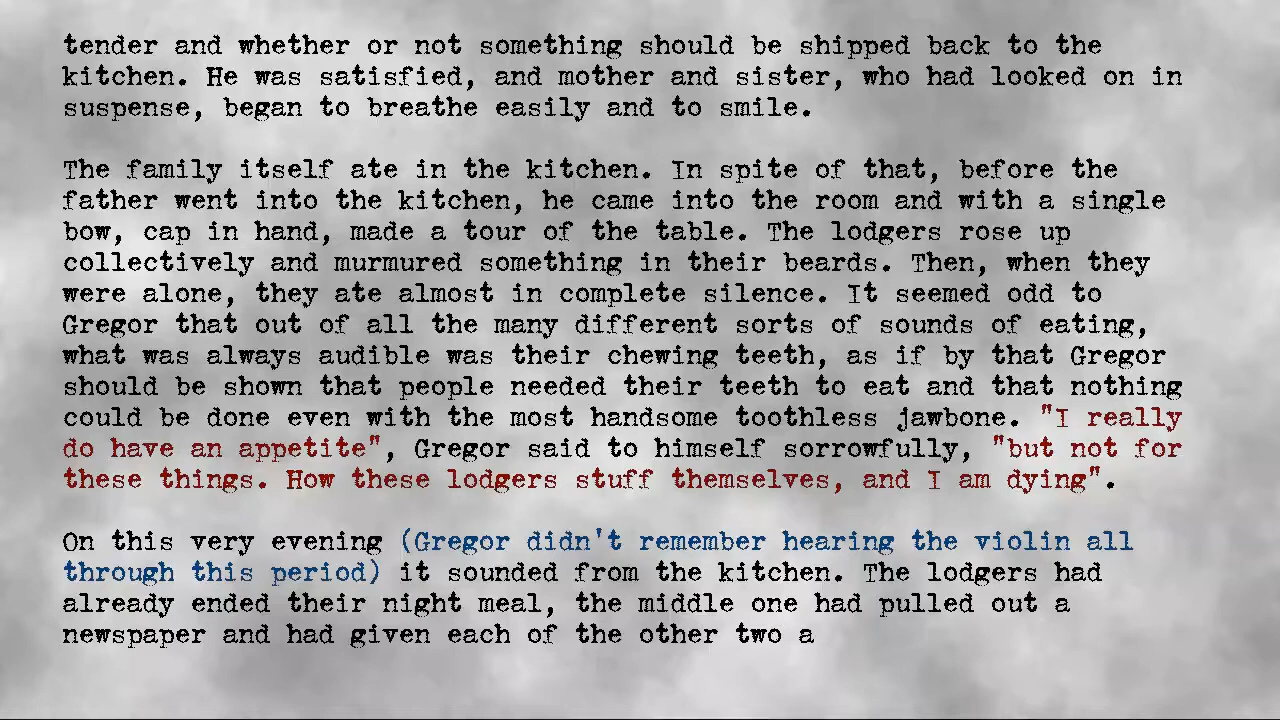 tender and whether or not something should be shipped back to the
kitchen. He was satisfied, and mother and sister, who had looked on in
suspense, began to breathe easily and to smile.
The family itself ate in the kitchen. In spite of that, before the
father went into the kitchen, he came into the room and with a single
bow, cap in hand, made a tour of the table. The lodgers rose up
collectively and murmured something in their beards. Then, when they
were alone, they ate almost in complete silence. It seemed odd to
Gregor that out of all the many different sorts of sounds of eating,
what was always audible was their chewing teeth, as if by that Gregor
should be shown that people needed their teeth to eat and that nothing
could be done even with the most handsome toothless jawbone. "I really
do have an appetite", Gregor said to himself sorrowfully, "but not for
these things. How these lodgers stuff themselves, and I am dying".
On this very evening (Gregor didn't remember hearing the violin all
through this period) it sounded from the kitchen. The lodgers had
already ended their night meal, the middle one had pulled out a
newspaper and had given each of the other two a